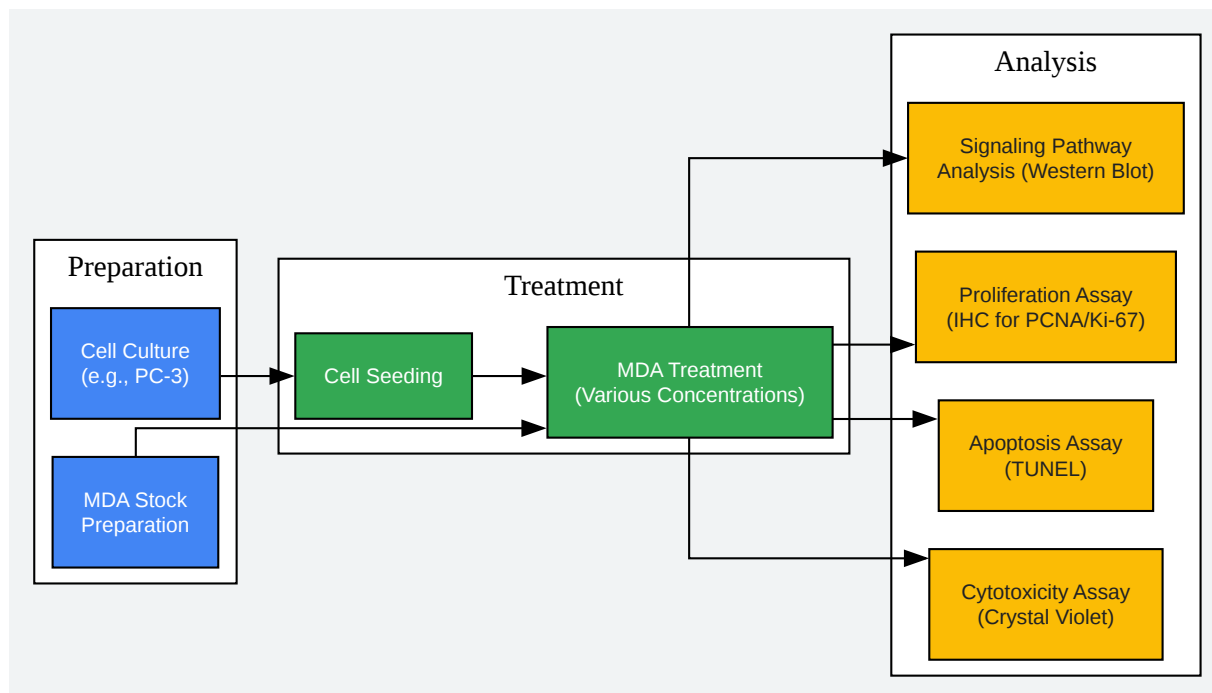 Preparation
Cell Culture
(e.g., PC-3)
MDA Stock
Preparation
Treatment
Cell Seeding
MDA Treatment
(Various Concentrations)
Analysis
Signaling Pathway
Analysis (Western Blot)
Proliferation Assay
(IHC for PCNA/Ki-67)
Apoptosis Assay
(TUNEL)
Cytotoxicity Assay
(Crystal Violet)